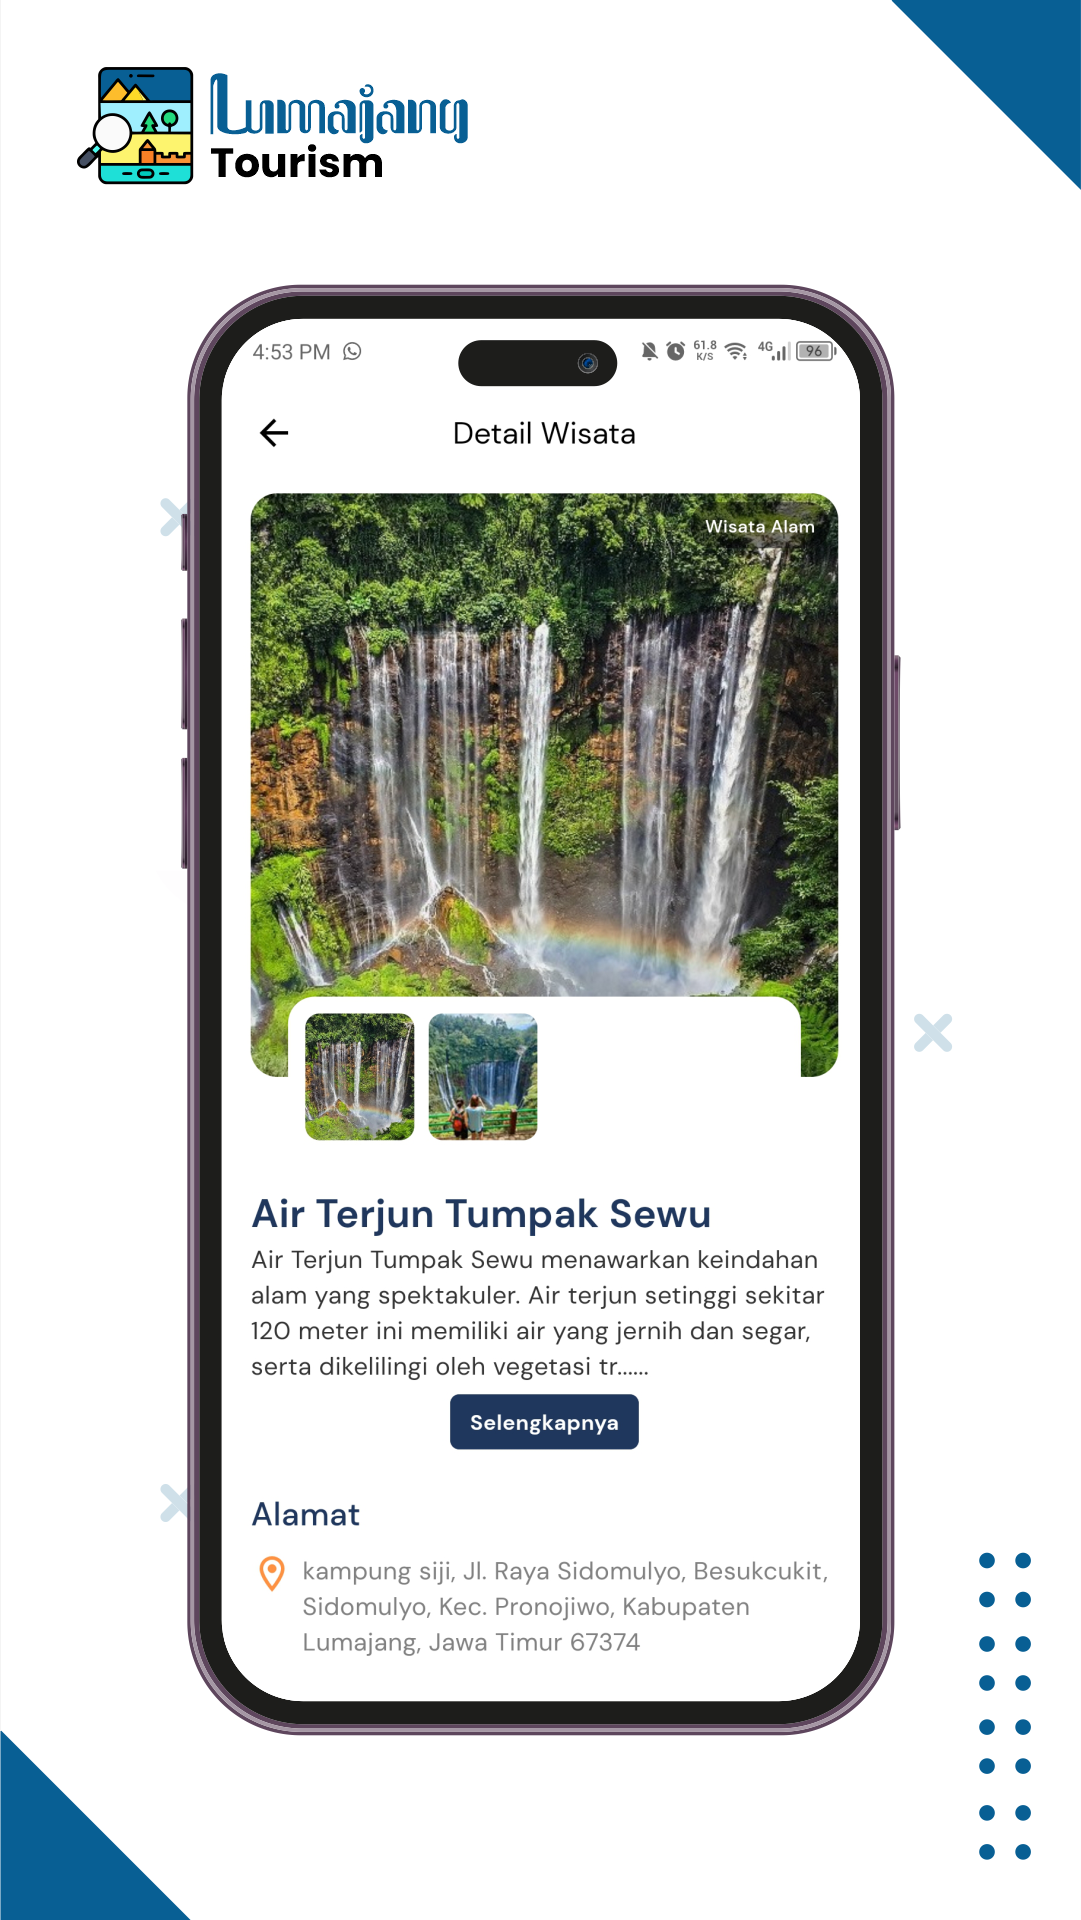 Lumajang
Tourism
4:53 PM
61.8
K/S
4G
96
Detail Wisata
Wisata Alam
Air Terjun Tumpak Sewu
Air Terjun Tumpak Sewu menawarkan keindahan
alam yang spektakuler. Air terjun setinggi sekitar
120 meter ini memiliki air yang jernih dan segar,
serta dikelilingi oleh vegetasi tr......
Selengkapnya
Alamat
kampung siji, Jl. Raya Sidomulyo, Besukcukit,
Sidomulyo, Kec. Pronojiwo, Kabupaten
Lumajang, Jawa Timur 67374